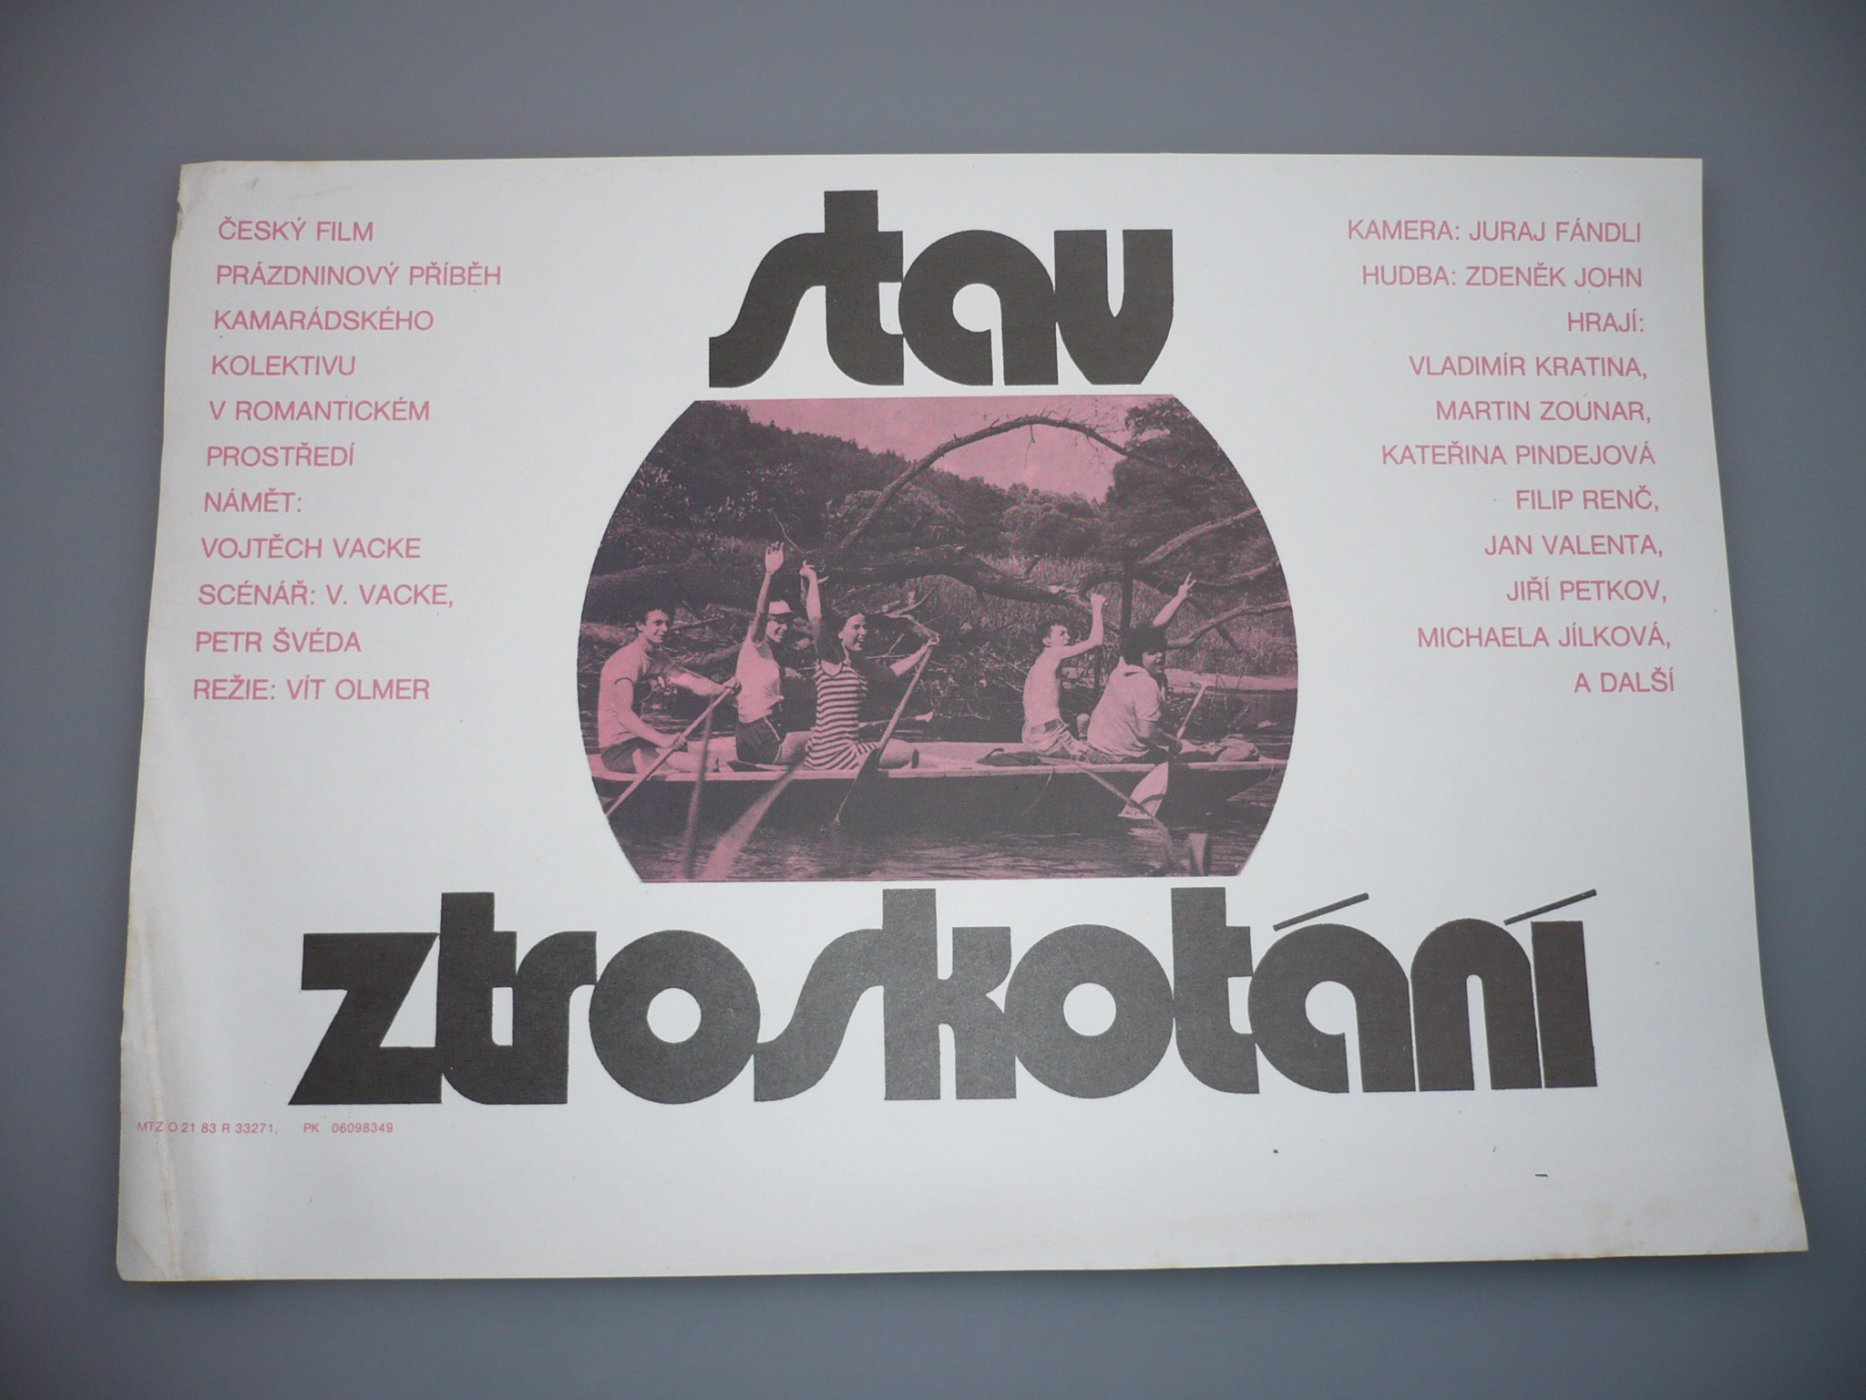 stav
ČESKÝ FILM
PRÁZDNINOVÝ PŘÍBĚH
KAMARÁDSKÉHO
KOLEKTIVU
V ROMANTICKÉM
PROSTŘEDÍ
NÁMĚT:
VOJTĚCH VACKE
SCÉNÁŘ: V. VACKE,
PETR ŠVÉDA
REŽIE: VÍT OLMER
KAMERA: JURAJ FÁNDLI
HUDBA: ZDENĚK JOHN
HRAJÍ:
VLADIMÍR KRATINA,
MARTIN ZOUNAR,
KATEŘINA PINDEJOVÁ
FILIP RENČ,
JAN VALENTA,
JIŘÍ PETKOV,
MICHAELA JÍLKOVÁ,
A DALŠÍ
ztroskotání
MTZ O 21 83 R 33271, PK 06098349